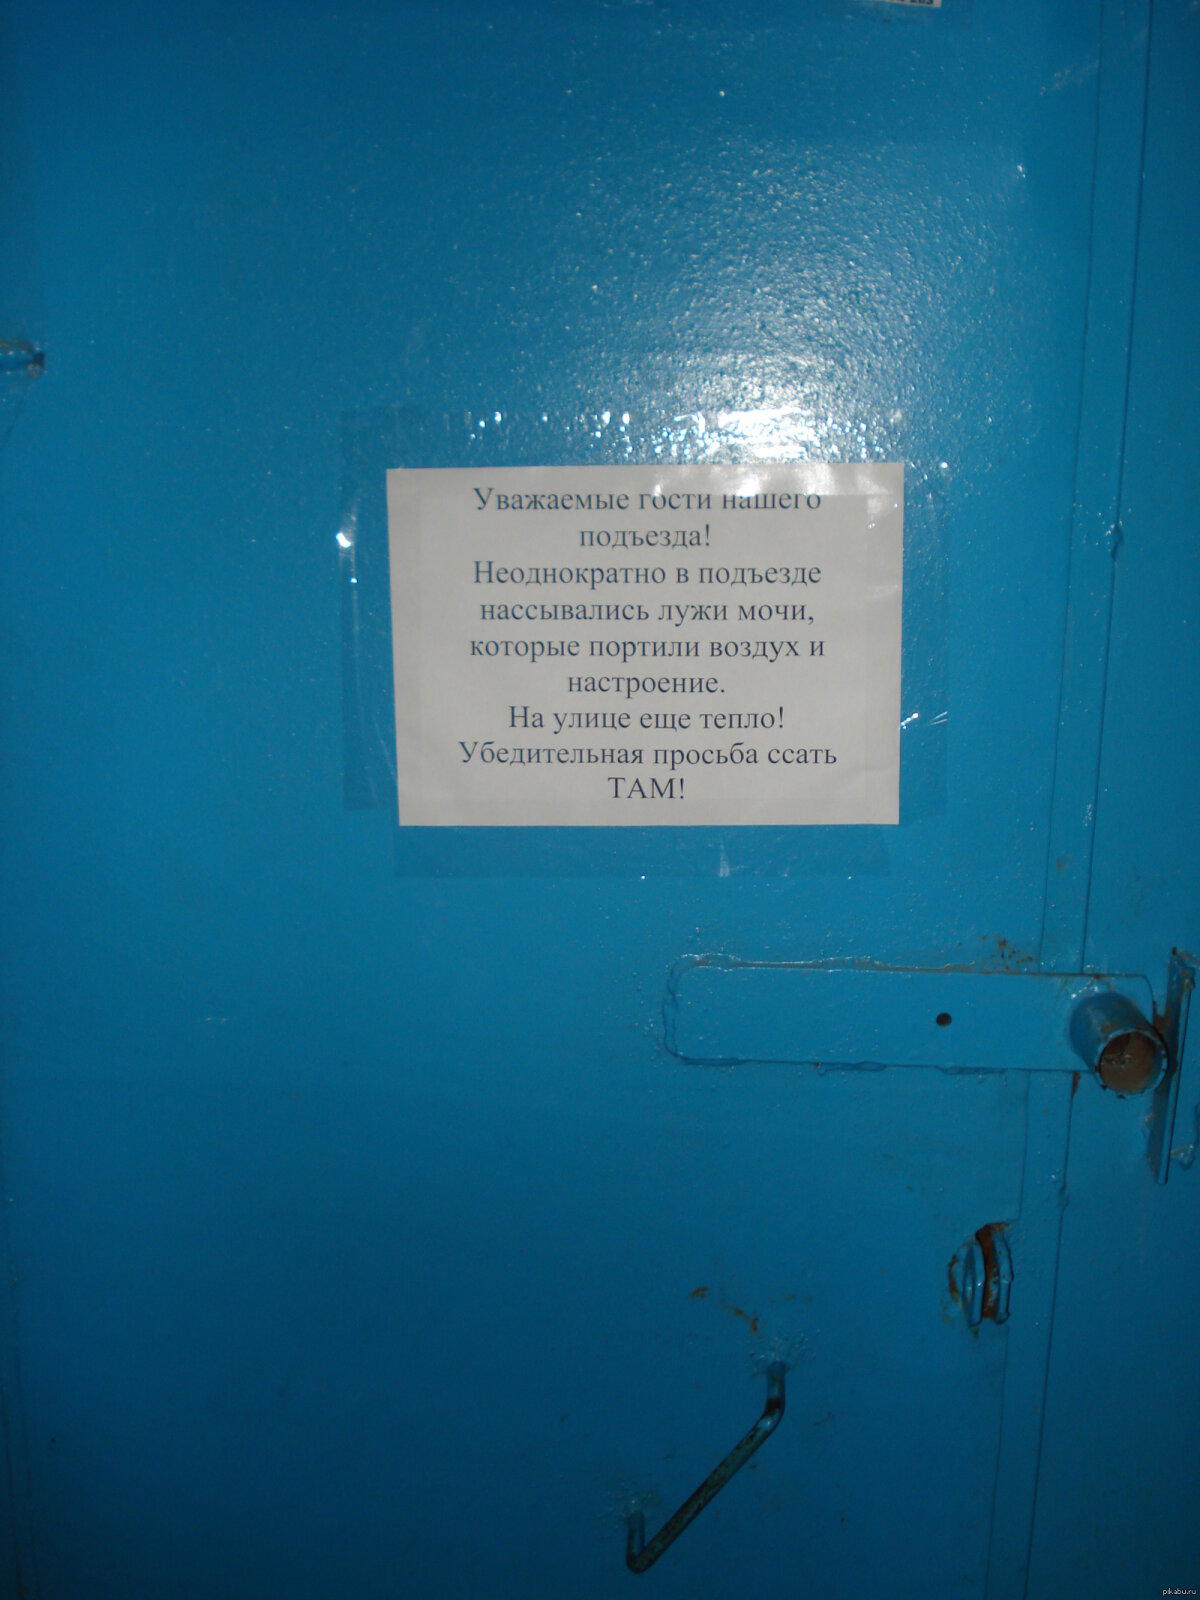 Уважаемые гости нашего
подъезда!
Неоднократно в подъезде
нассывались лужи мочи,
которые портили воздух и
настроение.
На улице еще тепло!
Убедительная просьба ссать
ТАМ!
pikabu.ru